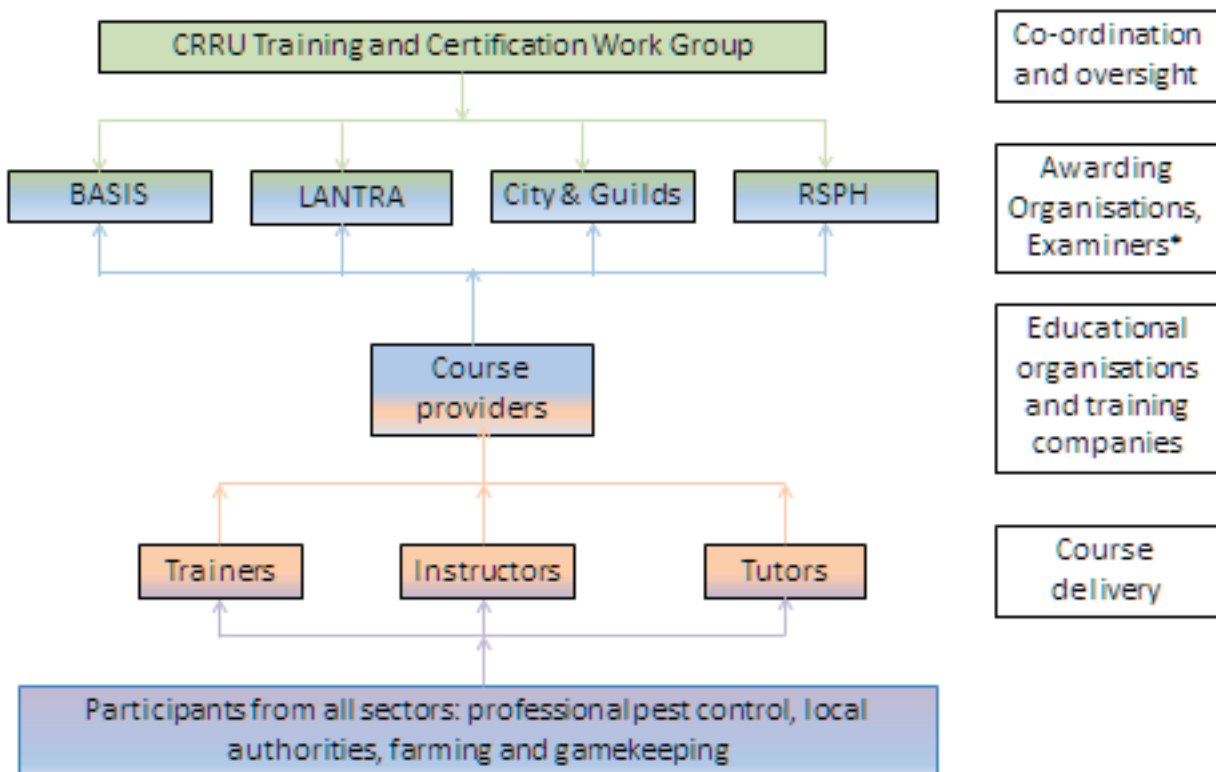 CRRU Training and Certification Work Group
Co-ordination
and oversight
BASIS
LANTRA
City & Guilds
RSPH
Awarding
Organisations,
Examiners*
Course
providers
Educational
organisations
and training
companies
Trainers
Instructors
Tutors
Course
delivery
Participants from all sectors: professional pest control, local
authorities, farming and gamekeeping